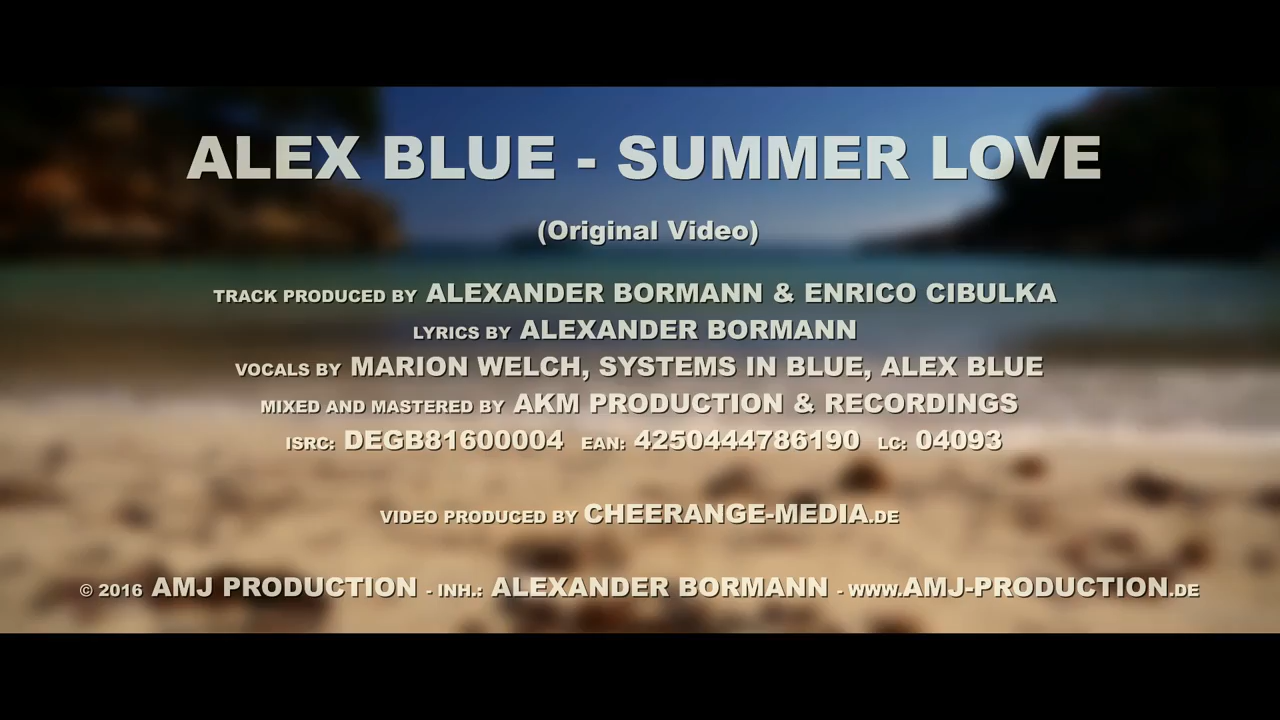 ALEX BLUE - SUMMER LOVE
(Original Video)
TRACK PRODUCED BY ALEXANDER BORMANN & ENRICO CIBULKA
LYRICS BY ALEXANDER BORMANN
VOCALS BY MARION WELCH, SYSTEMS IN BLUE, ALEX BLUE
MIXED AND MASTERED BY AKM PRODUCTION & RECORDINGS
ISRC: DEGB81600004 EAN: 4250444786190 LC: 04093
VIDEO PRODUCED BY CHEERANGE-MEDIA.DE
© 2016 AMJ PRODUCTION - INH.: ALEXANDER BORMANN - WWW.AMJ-PRODUCTION.DE